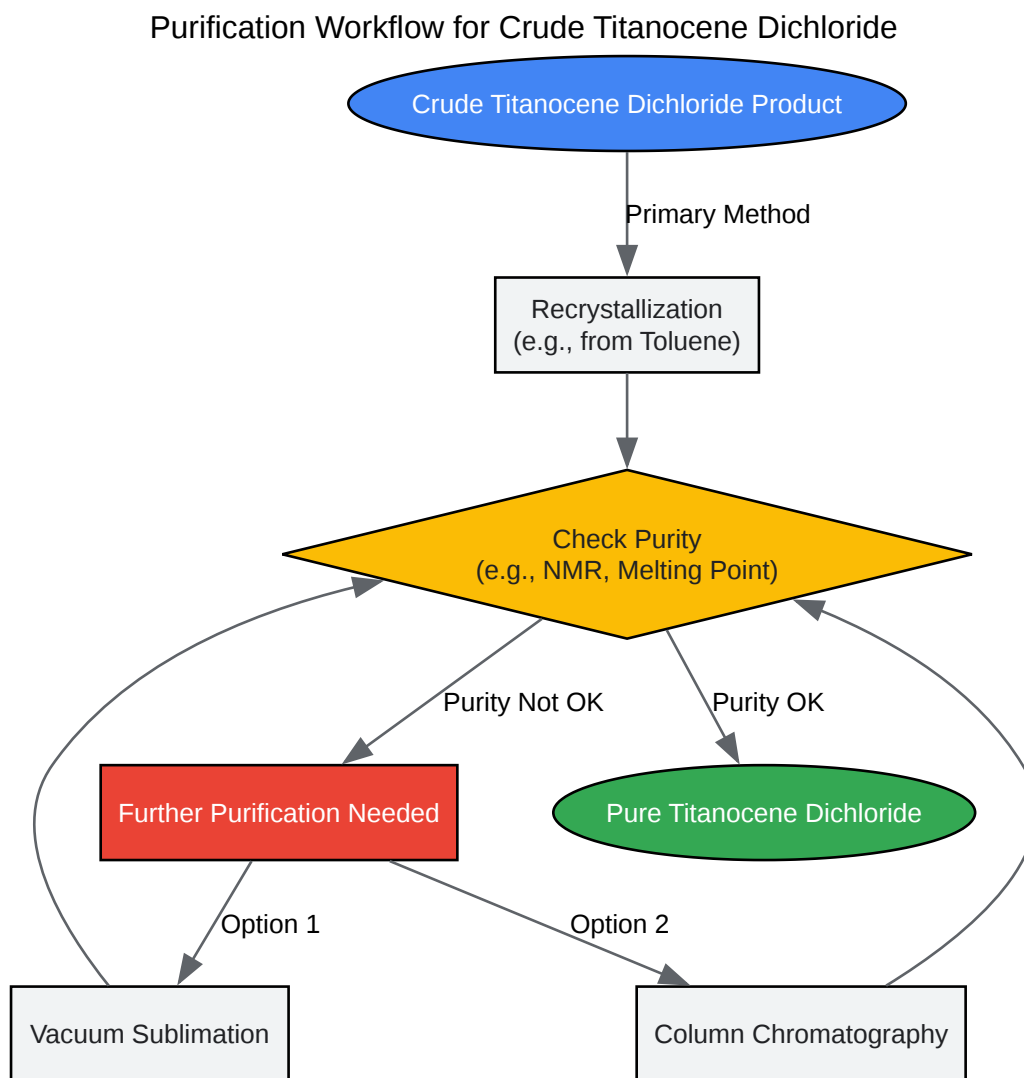 Purification Workflow for Crude Titanocene Dichloride
Crude Titanocene Dichloride Product
Primary Method
Recrystallization
(e.g., from Toluene)
Check Purity
(e.g., NMR, Melting Point)
Purity Not OK
Purity OK
Further Purification Needed
Pure Titanocene Dichloride
Option 1
Option 2
Vacuum Sublimation
Column Chromatography